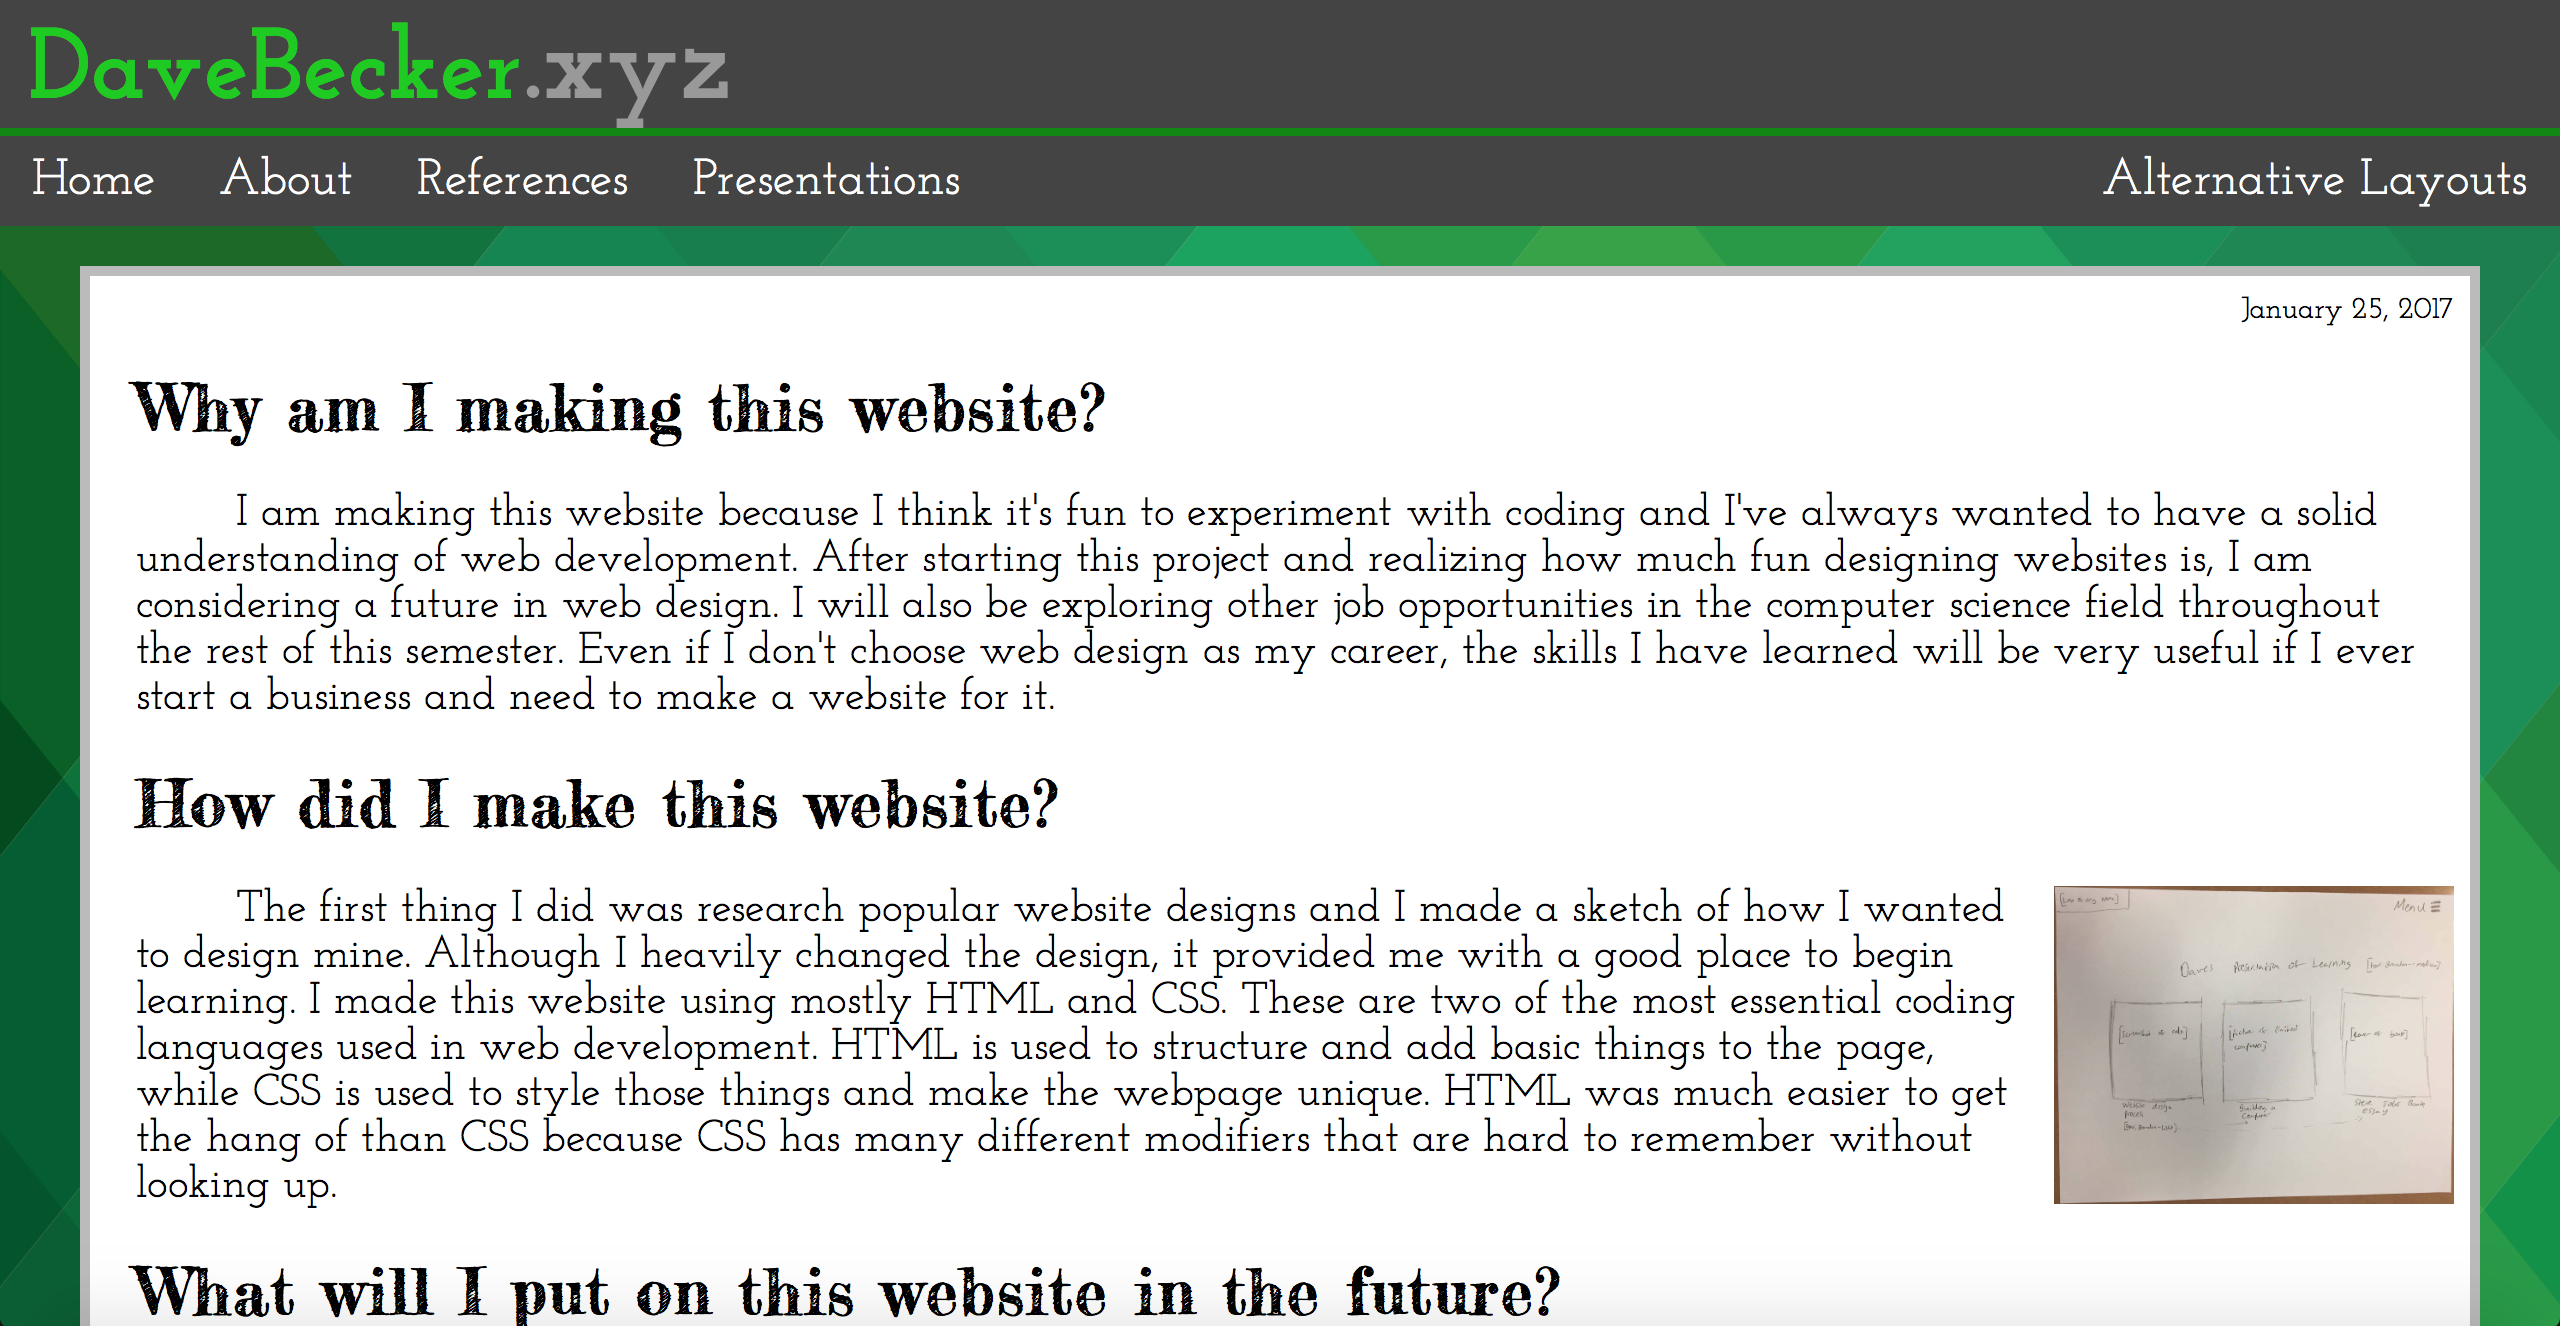 DaveBecker.xyz
Home About References Presentations Alternative Layouts
January 25, 2017
Why am I making this website?
I am making this website because I think it's fun to experiment with coding and I've always wanted to have a solid
understanding of web development. After starting this project and realizing how much fun designing websites is, I am
considering a future in web design. I will also be exploring other job opportunities in the computer science field throughout
the rest of this semester. Even if I don't choose web design as my career, the skills I have learned will be very useful if I ever
start a business and need to make a website for it.
How did I make this website?
The first thing I did was research popular website designs and I made a sketch of how I wanted
to design mine. Although I heavily changed the design, it provided me with a good place to begin
learning. I made this website using mostly HTML and CSS. These are two of the most essential coding
languages used in web development. HTML is used to structure and add basic things to the page,
while CSS is used to style those things and make the webpage unique. HTML was much easier to get
the hang of than CSS because CSS has many different modifiers that are hard to remember without
looking up.
Menu
Daves Presentation of Learning
What will I put on this website in the future?